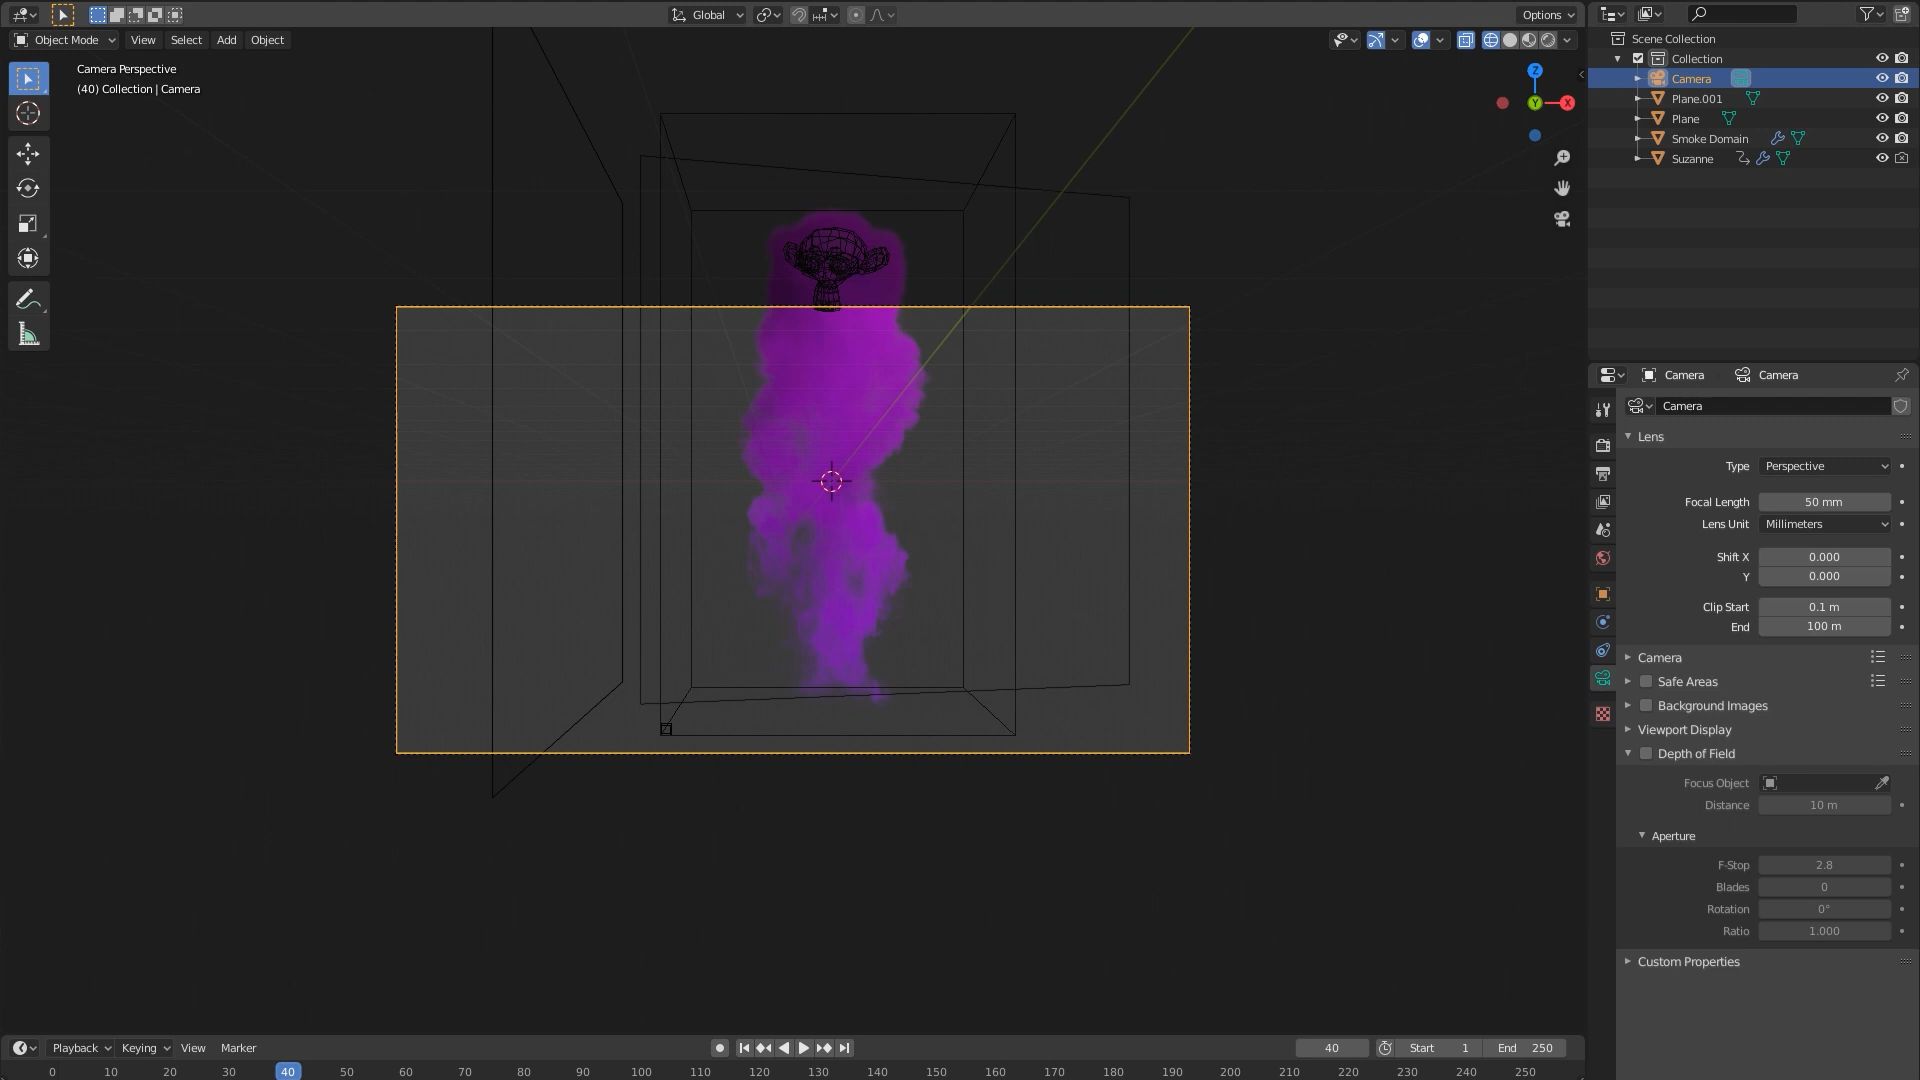 Global
Options
Object Mode
View
Select
Add
Object
Camera Perspective
(40) Collection | Camera
Z
Y
X
Scene Collection
Collection
Camera
Plane.001
Plane
Smoke Domain
Suzanne
Camera
Camera
Camera
Lens
Type Perspective
Focal Length 50 mm
Lens Unit Millimeters
Shift X 0.000
Y 0.000
Clip Start 0.1 m
End 100 m
Camera
Safe Areas
Background Images
Viewport Display
Depth of Field
Focus Object
Distance 10 m
Aperture
F-Stop 2.8
Blades 0
Rotation 0°
Ratio 1.000
Custom Properties
Playback
Keying
View
Marker
40
Start 1
End 250
0 10 20 30 40 50 60 70 80 90 100 110 120 130 140 150 160 170 180 190 200 210 220 230 240 250